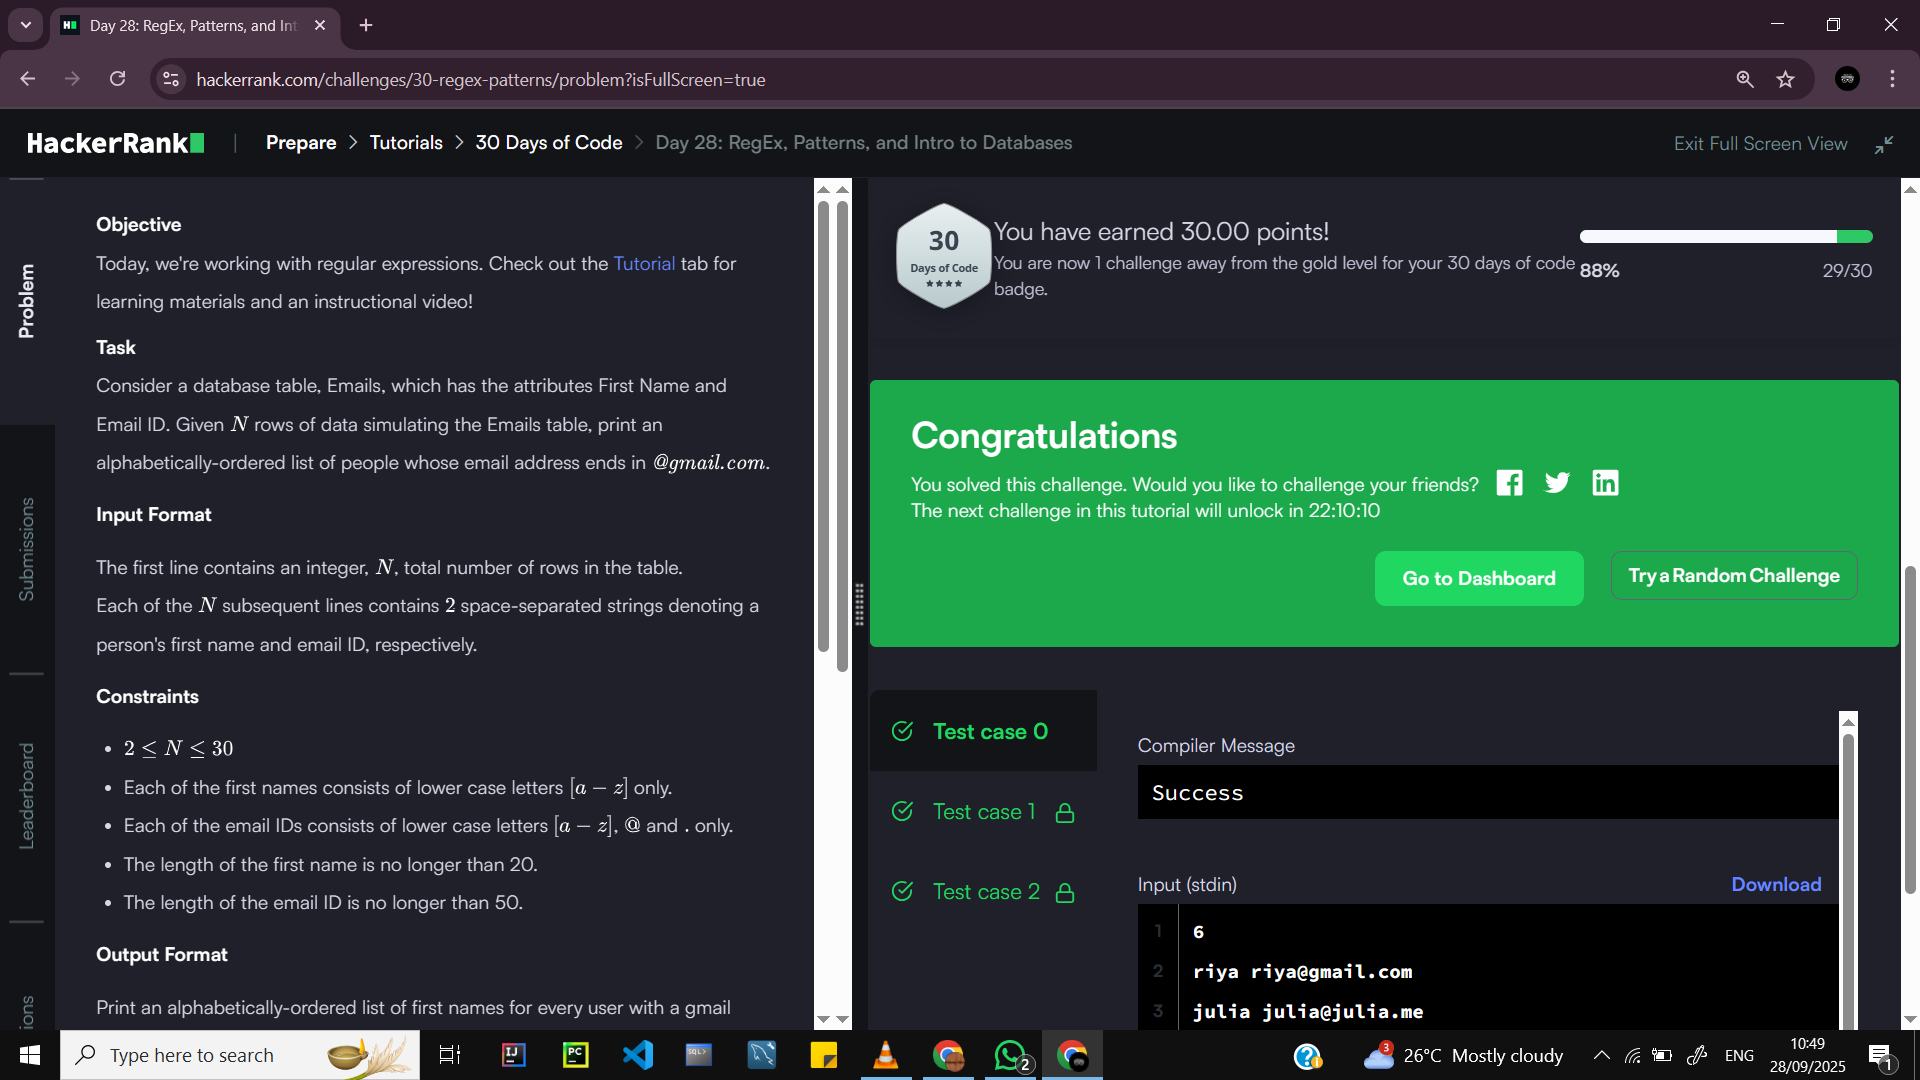 Day 28: RegEx, Patterns, and Int
hackerrank.com/challenges/30-regex-patterns/problem?isFullScreen=true
HackerRank
Prepare > Tutorials > 30 Days of Code > Day 28: RegEx, Patterns, and Intro to Databases
Exit Full Screen View
Problem
Submissions
Leaderboard
ions
Objective
Today, we're working with regular expressions. Check out the Tutorial tab for
learning materials and an instructional video!
Task
Consider a database table, Emails, which has the attributes First Name and
Email ID. Given N rows of data simulating the Emails table, print an
alphabetically-ordered list of people whose email address ends in @gmail.com.
Input Format
The first line contains an integer, N, total number of rows in the table.
Each of the N subsequent lines contains 2 space-separated strings denoting a
person's first name and email ID, respectively.
Constraints
• 2 ≤ N ≤ 30
• Each of the first names consists of lower case letters [a − z] only.
• Each of the email IDs consists of lower case letters [a − z], @ and . only.
• The length of the first name is no longer than 20.
• The length of the email ID is no longer than 50.
Output Format
Print an alphabetically-ordered list of first names for every user with a gmail
30
Days of Code
★★★★
You have earned 30.00 points!
You are now 1 challenge away from the gold level for your 30 days of code
badge.
88%
29/30
Congratulations
You solved this challenge. Would you like to challenge your friends?
The next challenge in this tutorial will unlock in 22:10:10
Go to Dashboard
Try a Random Challenge
Test case 0
Test case 1
Test case 2
Compiler Message
Success
Input (stdin)
Download
1 6
2 riya riya@gmail.com
3 julia julia@julia.me
Type here to search
IJ
PC
SQL>
2
3
26°C Mostly cloudy
ENG
10:49
28/09/2025
1